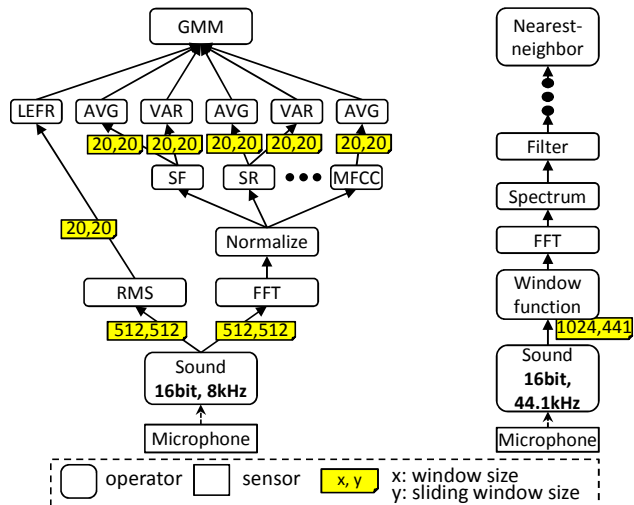 GMM
LEFR
AVG
VAR
AVG
VAR
AVG
20,20
20,20
20,20
20,20
20,20
SF
SR
MFCC
20,20
Normalize
RMS
FFT
512,512
512,512
Sound
16bit, 8kHz
Microphone
Nearest-
neighbor
Filter
Spectrum
FFT
Window
function
1024,441
Sound
16bit,
44.1kHz
Microphone
operator
sensor
x, y
x: window size
y: sliding window size